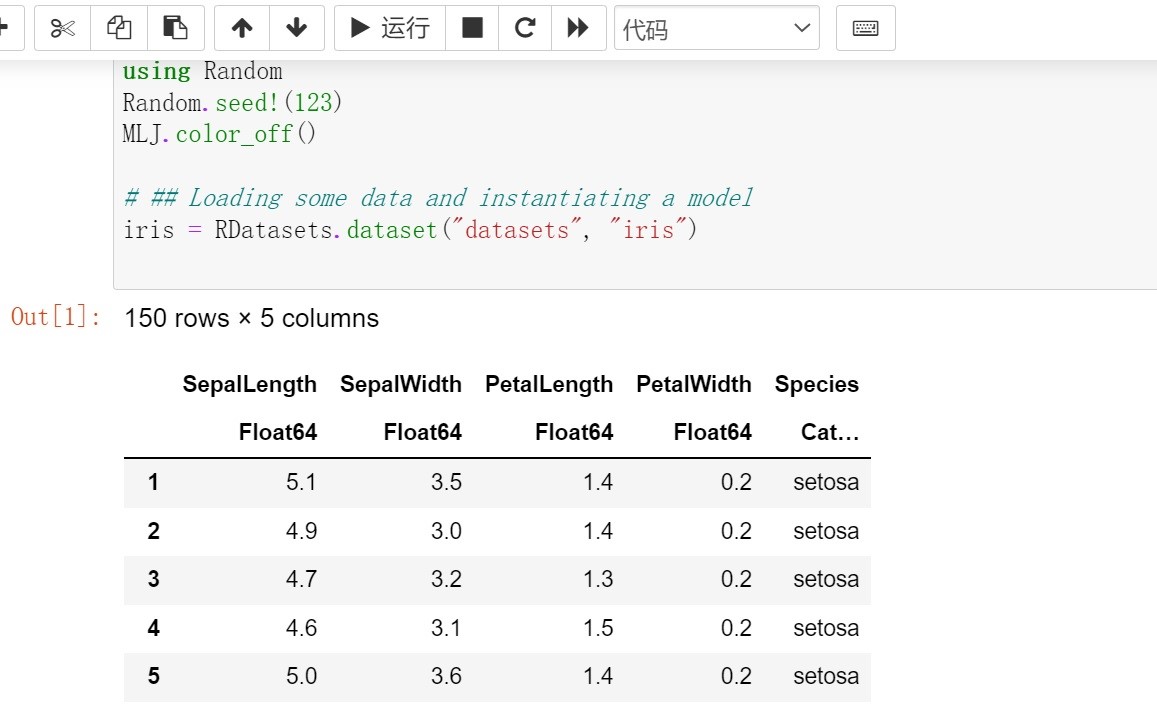 运行 代码
using Random
Random.seed!(123)
MLJ.color_off()
# ## Loading some data and instantiating a model
iris = RDatasets.dataset("datasets", "iris")
Out[1]: 150 rows × 5 columns
SepalLength SepalWidth PetalLength PetalWidth Species
Float64 Float64 Float64 Float64 Cat…
1 5.1 3.5 1.4 0.2 setosa
2 4.9 3.0 1.4 0.2 setosa
3 4.7 3.2 1.3 0.2 setosa
4 4.6 3.1 1.5 0.2 setosa
5 5.0 3.6 1.4 0.2 setosa